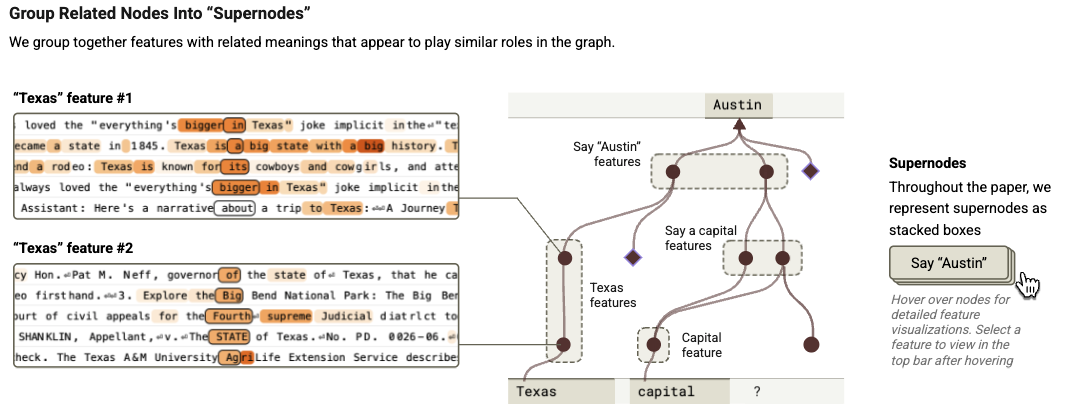 Group Related Nodes Into “Supernodes”
We group together features with related meanings that appear to play similar roles in the graph.
“Texas” feature #1
loved the "everything's bigger in Texas" joke implicit in the⏎"te
ecame a state in 1845. Texas is a big state with a big history. T
nd a rodeo: Texas is known for its cowboys and cowgirls, and atte
always loved the "everything's bigger in Texas" joke implicit in the
Assistant: Here's a narrative about a trip to Texas:⏎⏎A Journey T
“Texas” feature #2
cy Hon.⏎Pat M. Neff, governor of the state of⏎ Texas, that he ca
eo firsthand.⏎⏎3. Explore the Big Bend National Park: The Big Ben
ourt of civil appeals for the Fourth⏎ supreme Judicial diatrlct to
SHANKLIN, Appellant,⏎v.⏎The STATE of Texas.⏎No. PD. 0026-06.⏎
heck. The Texas A&M University AgriLife Extension Service describe
Austin
Say “Austin”
features
Say a capital
features
Texas
features
Capital
feature
Texas
capital
?
Supernodes
Throughout the paper, we
represent supernodes as
stacked boxes
Say “Austin”
Hover over nodes for
detailed feature
visualizations. Select a
feature to view in the
top bar after hovering